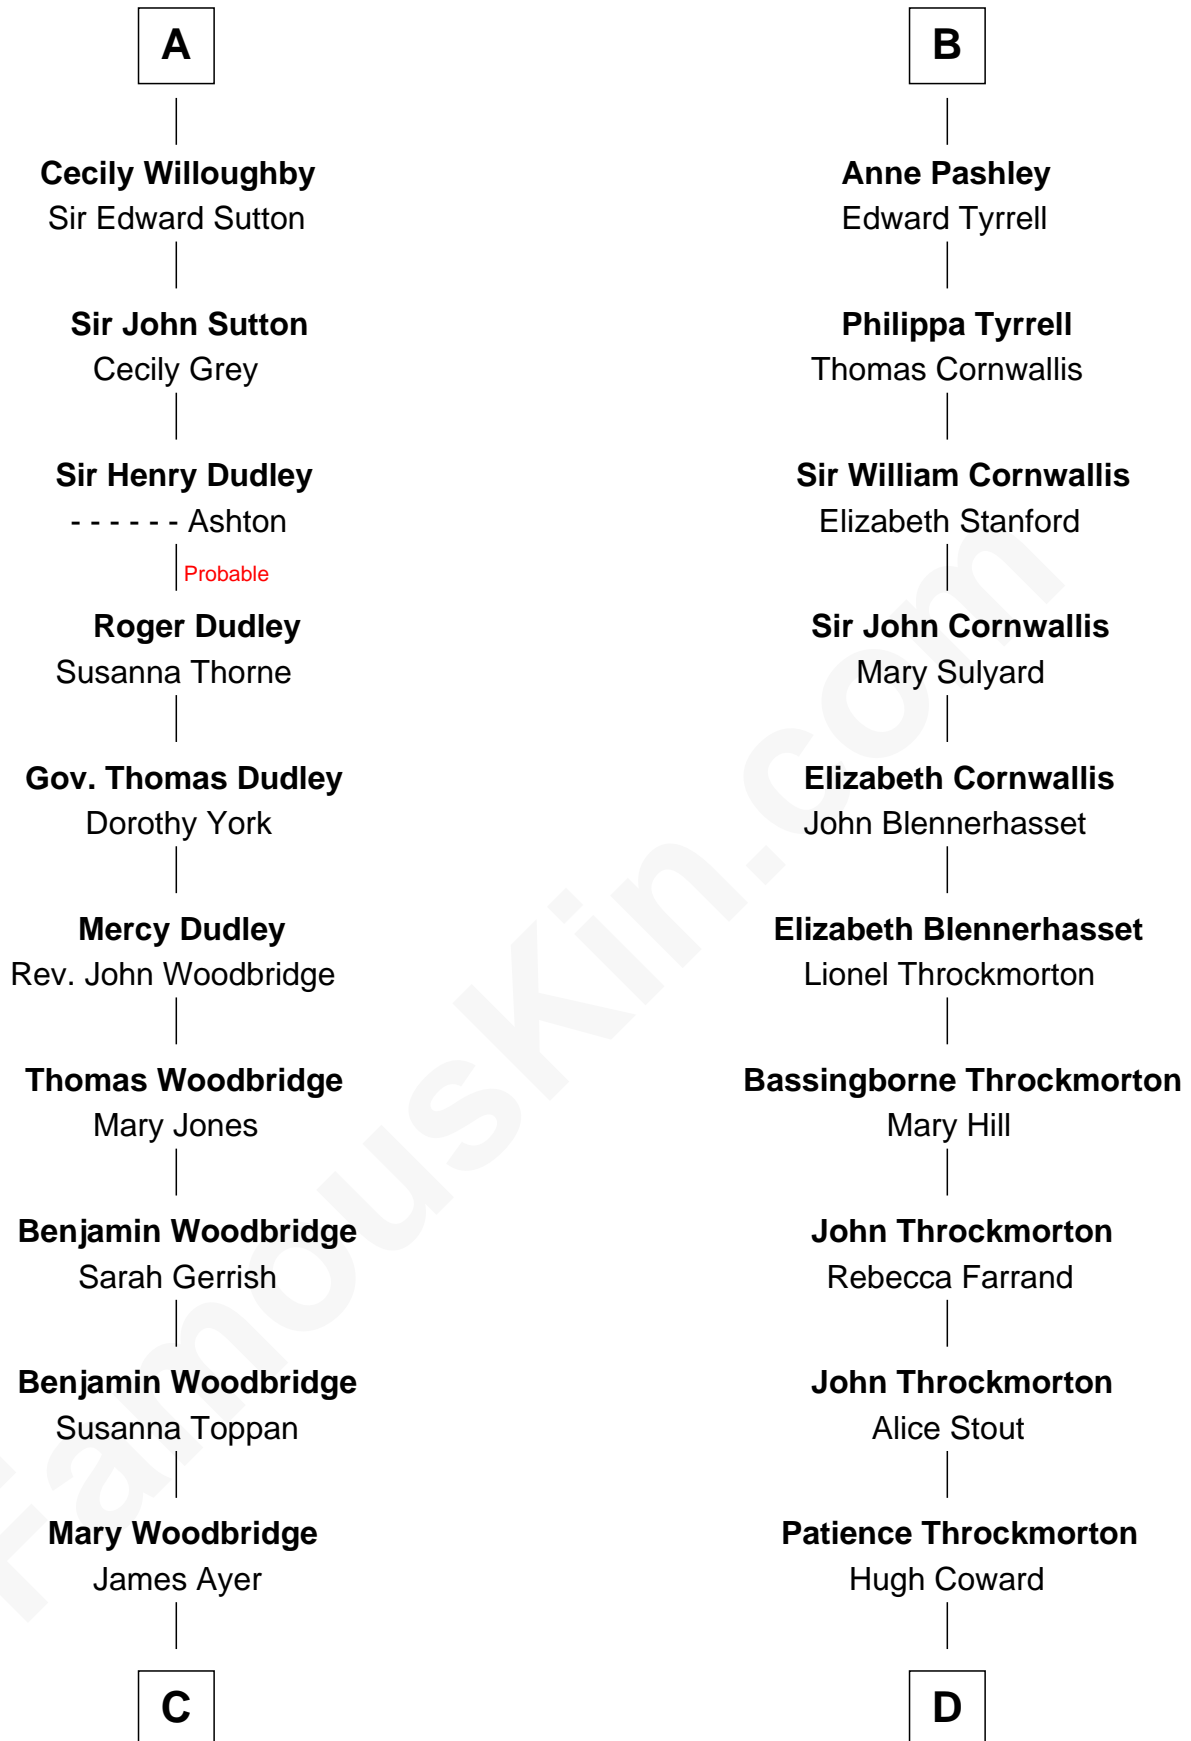 A
Cecily Willoughby
Sir Edward Sutton
Sir John Sutton
Cecily Grey
Sir Henry Dudley
- - - - - - Ashton
Probable
Roger Dudley
Susanna Thorne
Gov. Thomas Dudley
Dorothy York
Mercy Dudley
Rev. John Woodbridge
Thomas Woodbridge
Mary Jones
Benjamin Woodbridge
Sarah Gerrish
Benjamin Woodbridge
Susanna Toppan
Mary Woodbridge
James Ayer
C
B
Anne Pashley
Edward Tyrrell
Philippa Tyrrell
Thomas Cornwallis
Sir William Cornwallis
Elizabeth Stanford
Sir John Cornwallis
Mary Sulyard
Elizabeth Cornwallis
John Blennerhasset
Elizabeth Blennerhasset
Lionel Throckmorton
Bassingborne Throckmorton
Mary Hill
John Throckmorton
Rebecca Farrand
John Throckmorton
Alice Stout
Patience Throckmorton
Hugh Coward
D
FamousKin.com